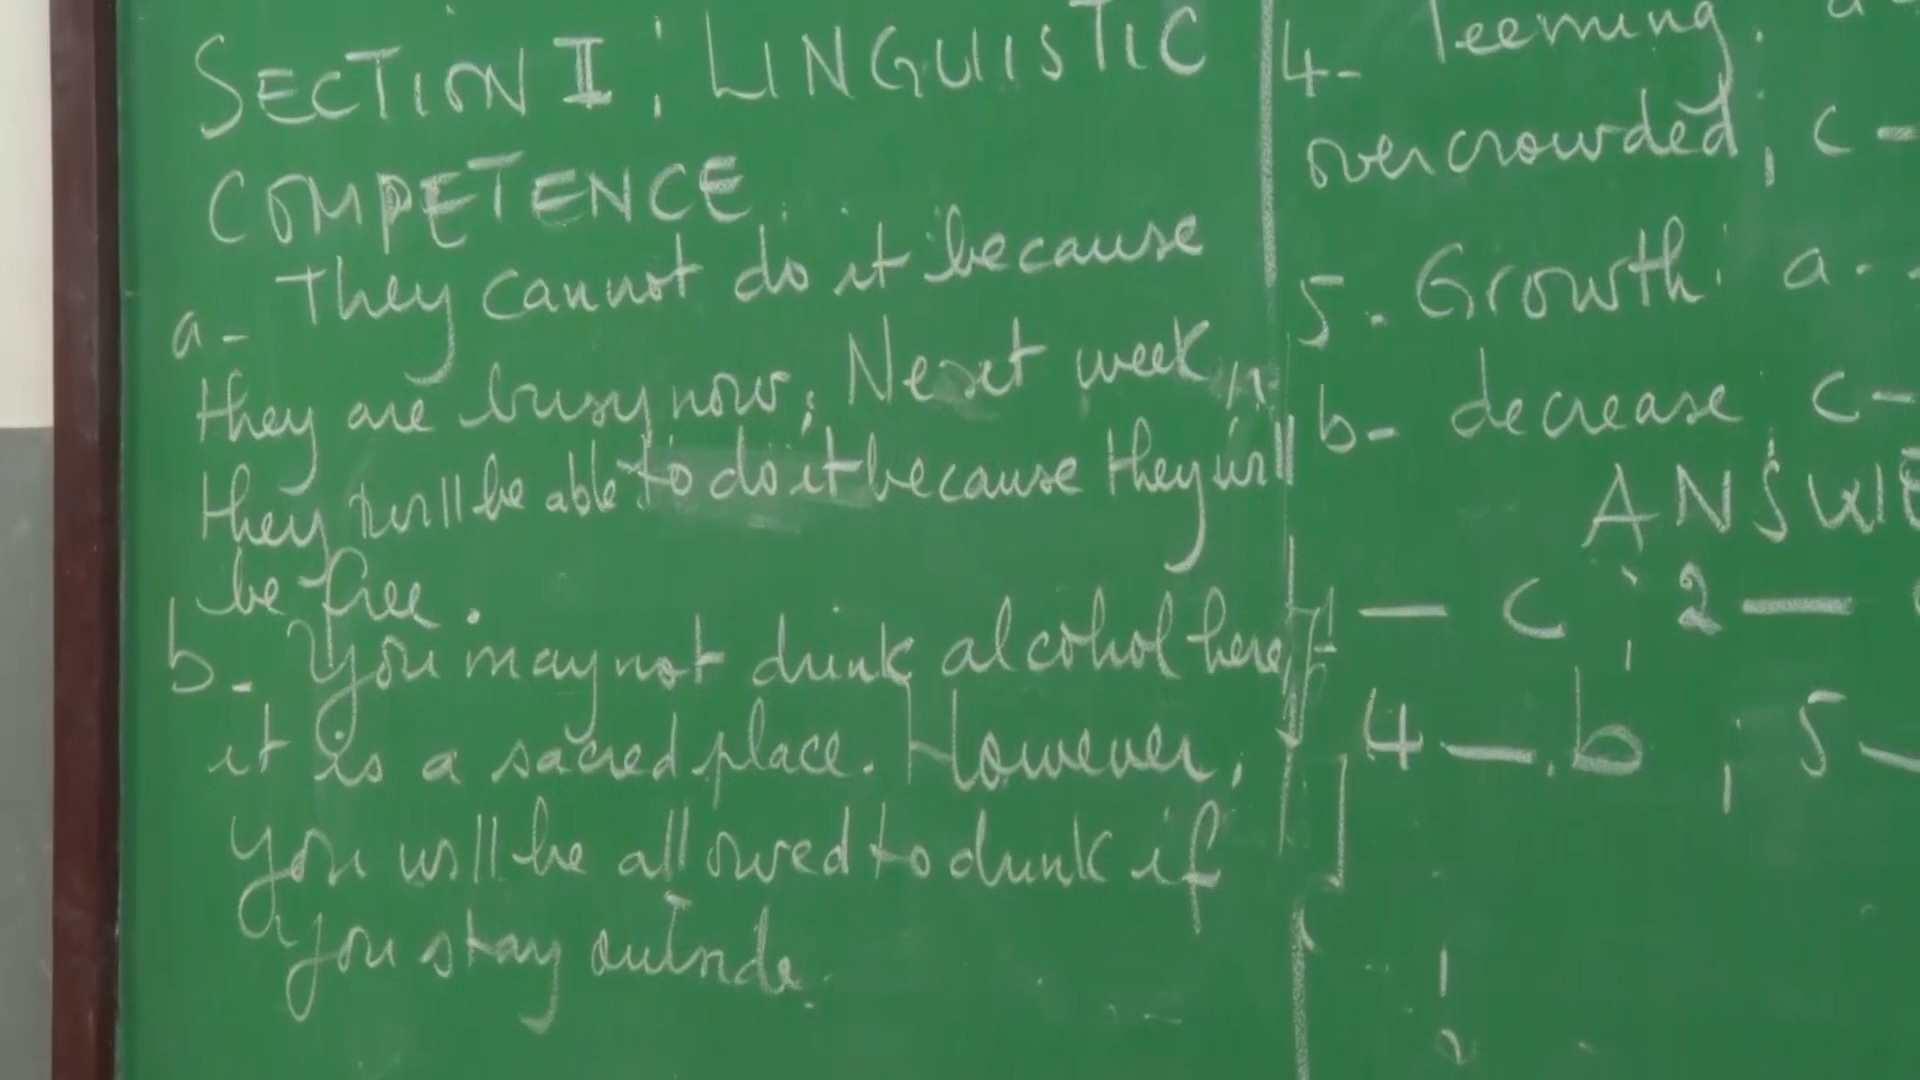 SECTION II: LINGUISTIC
COMPETENCE
a- They cannot do it because
they are busy now; Next week,
they will be able to do it because they will
be free.
b- You may not drink alcohol here,
it is a sacred place. However,
you will be allowed to drink if
you stay outside.
4- Teeming:
overcrowded; c-
5. Growth: a-
b- decrease; c-
c; 2 —
4 — b; 5 —